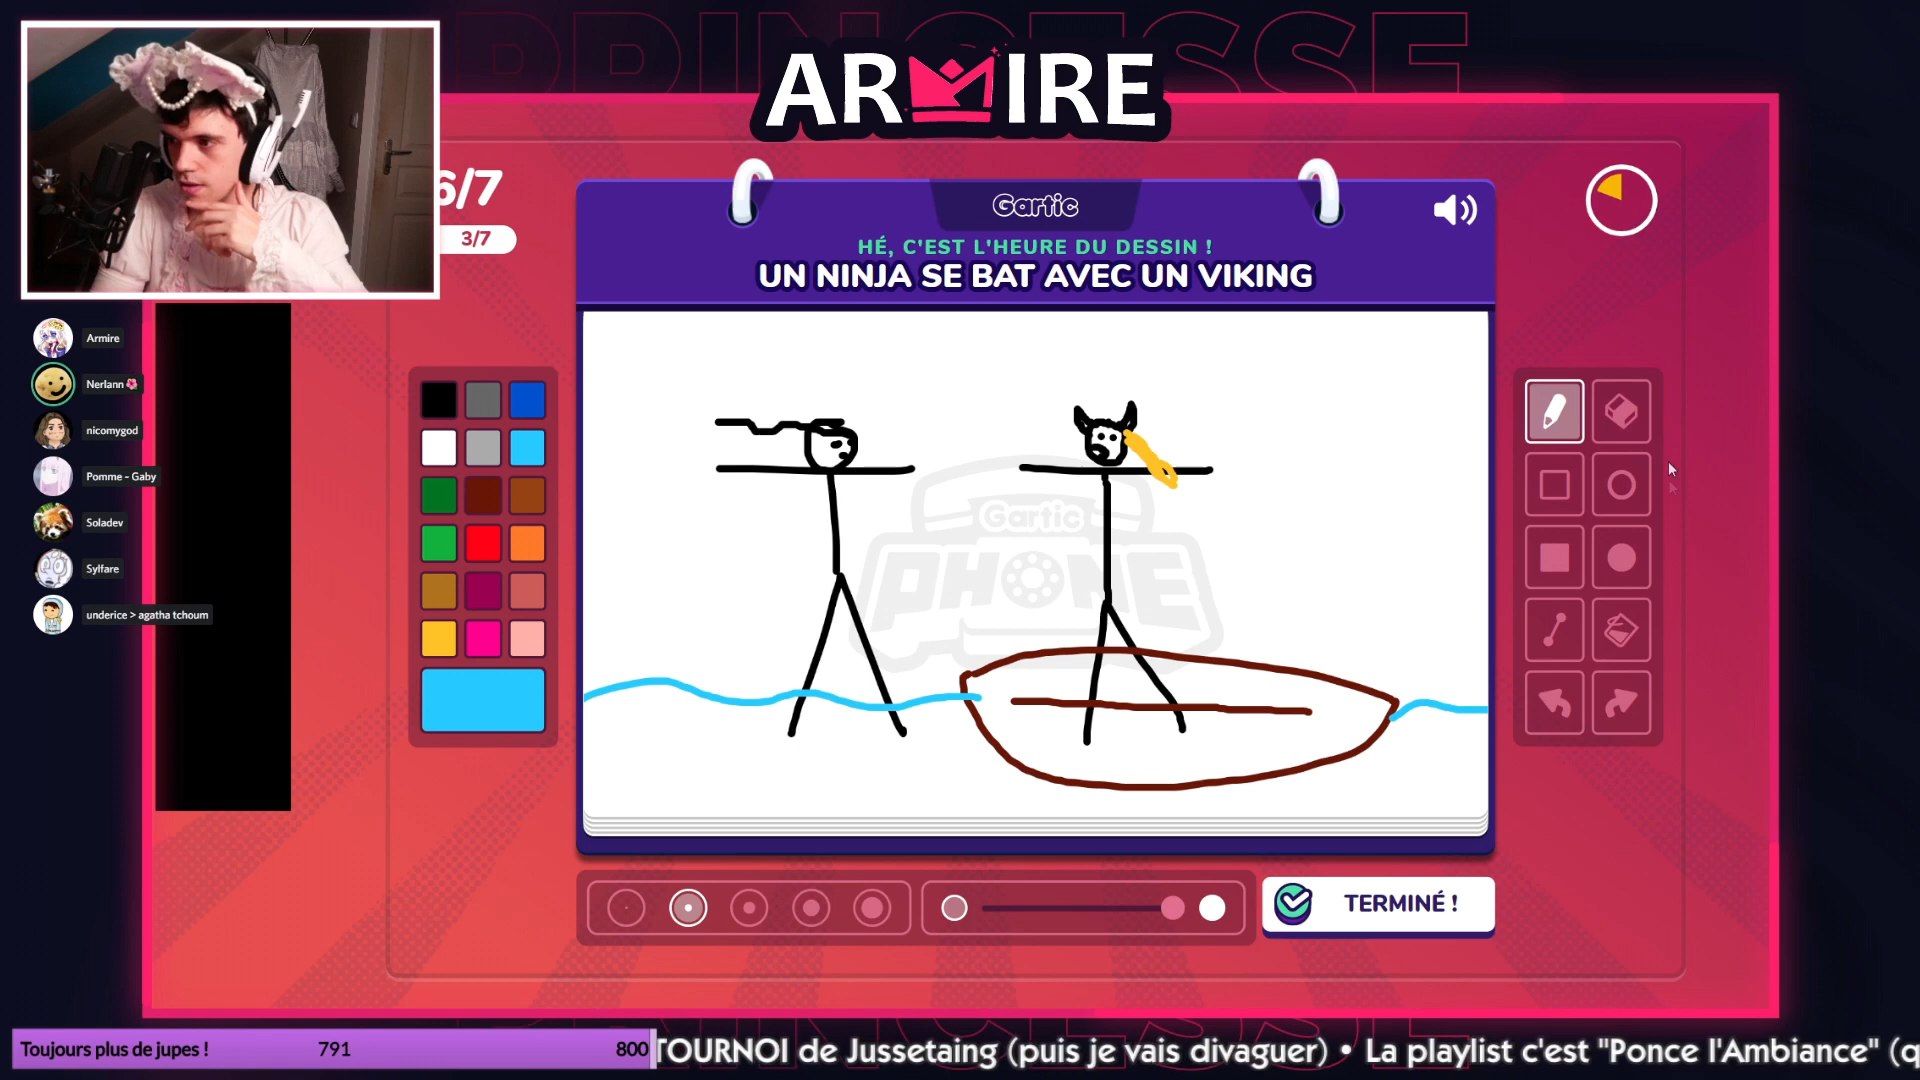 PRINCESSE
ARMIRE
6/7
3/7
Gartic
HÉ, C'EST L'HEURE DU DESSIN !
UN NINJA SE BAT AVEC UN VIKING
Armire
Nerlann
nicomygod
Pomme - Gaby
Soladev
Sylfare
underice > agatha tchoum
Gartic
PHONE
TERMINÉ !
PRINCESSE
Toujours plus de jupes ! 791 800
TOURNOI de Jussetaing (puis je vais divaguer) • La playlist c'est "Ponce l'Ambiance" (q